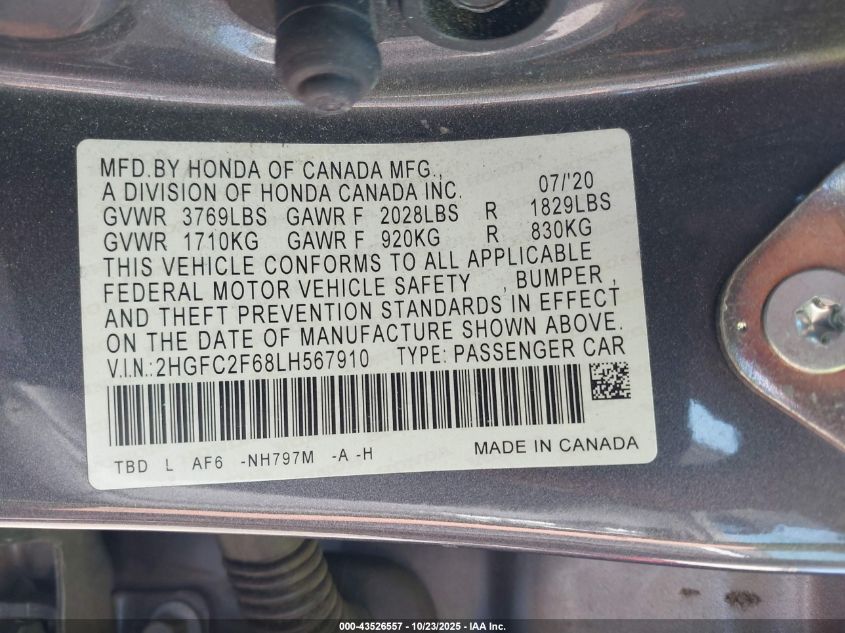 MFD.BY HONDA OF CANADA MFG.,
A DIVISION OF HONDA CANADA INC. 07/'20
GVWR 3769LBS GAWR F 2028LBS R 1829LBS
GVWR 1710KG GAWR F 920KG R 830KG
THIS VEHICLE CONFORMS TO ALL APPLICABLE
FEDERAL MOTOR VEHICLE SAFETY , BUMPER ,
AND THEFT PREVENTION STANDARDS IN EFFECT
ON THE DATE OF MANUFACTURE SHOWN ABOVE.
V.I.N.:2HGFC2F68LH567910 TYPE: PASSENGER CAR
TBD L AF6 -NH797M -A -H MADE IN CANADA
000-43526557 - 10/23/2025 - IAA Inc.